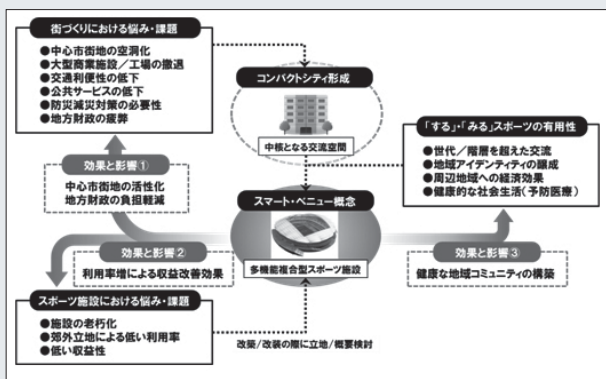 街づくりにおける悩み・課題
●中心市街地の空洞化
●大型商業施設／工場の撤退
●交通利便性の低下
●公共サービスの低下
●防災減災対策の必要性
●地方財政の疲弊
コンパクトシティ形成
中核となる交流空間
「する」・「みる」スポーツの有用性
●世代／階層を超えた交流
●地域アイデンティティの醸成
●周辺地域への経済効果
●健康的な社会生活（予防医療）
効果と影響①
中心市街地の活性化
地方財政の負担軽減
スマート・ベニュー概念
多機能複合型スポーツ施設
効果と影響②
利用率増による収益改善効果
効果と影響③
健康な地域コミュニティの構築
スポーツ施設における悩み・課題
●施設の老朽化
●郊外立地による低い利用率
●低い収益性
改築/改装の際に立地/概要検討